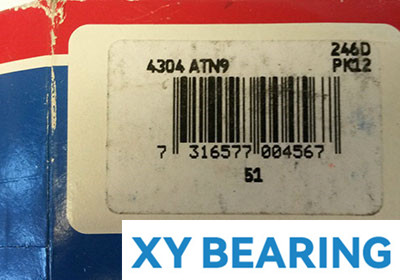 246D
4304 ATN9 PK12
7 316577 004567
51
XY BEARING